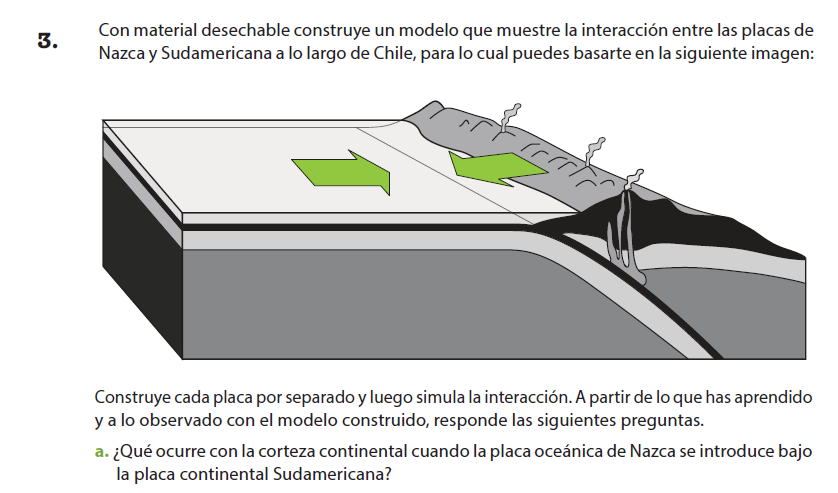 3. Con material desechable construye un modelo que muestre la interacción entre las placas de
Nazca y Sudamericana a lo largo de Chile, para lo cual puedes basarte en la siguiente imagen:
Construye cada placa por separado y luego simula la interacción. A partir de lo que has aprendido
y a lo observado con el modelo construido, responde las siguientes preguntas.
a. ¿Qué ocurre con la corteza continental cuando la placa oceánica de Nazca se introduce bajo
la placa continental Sudamericana?